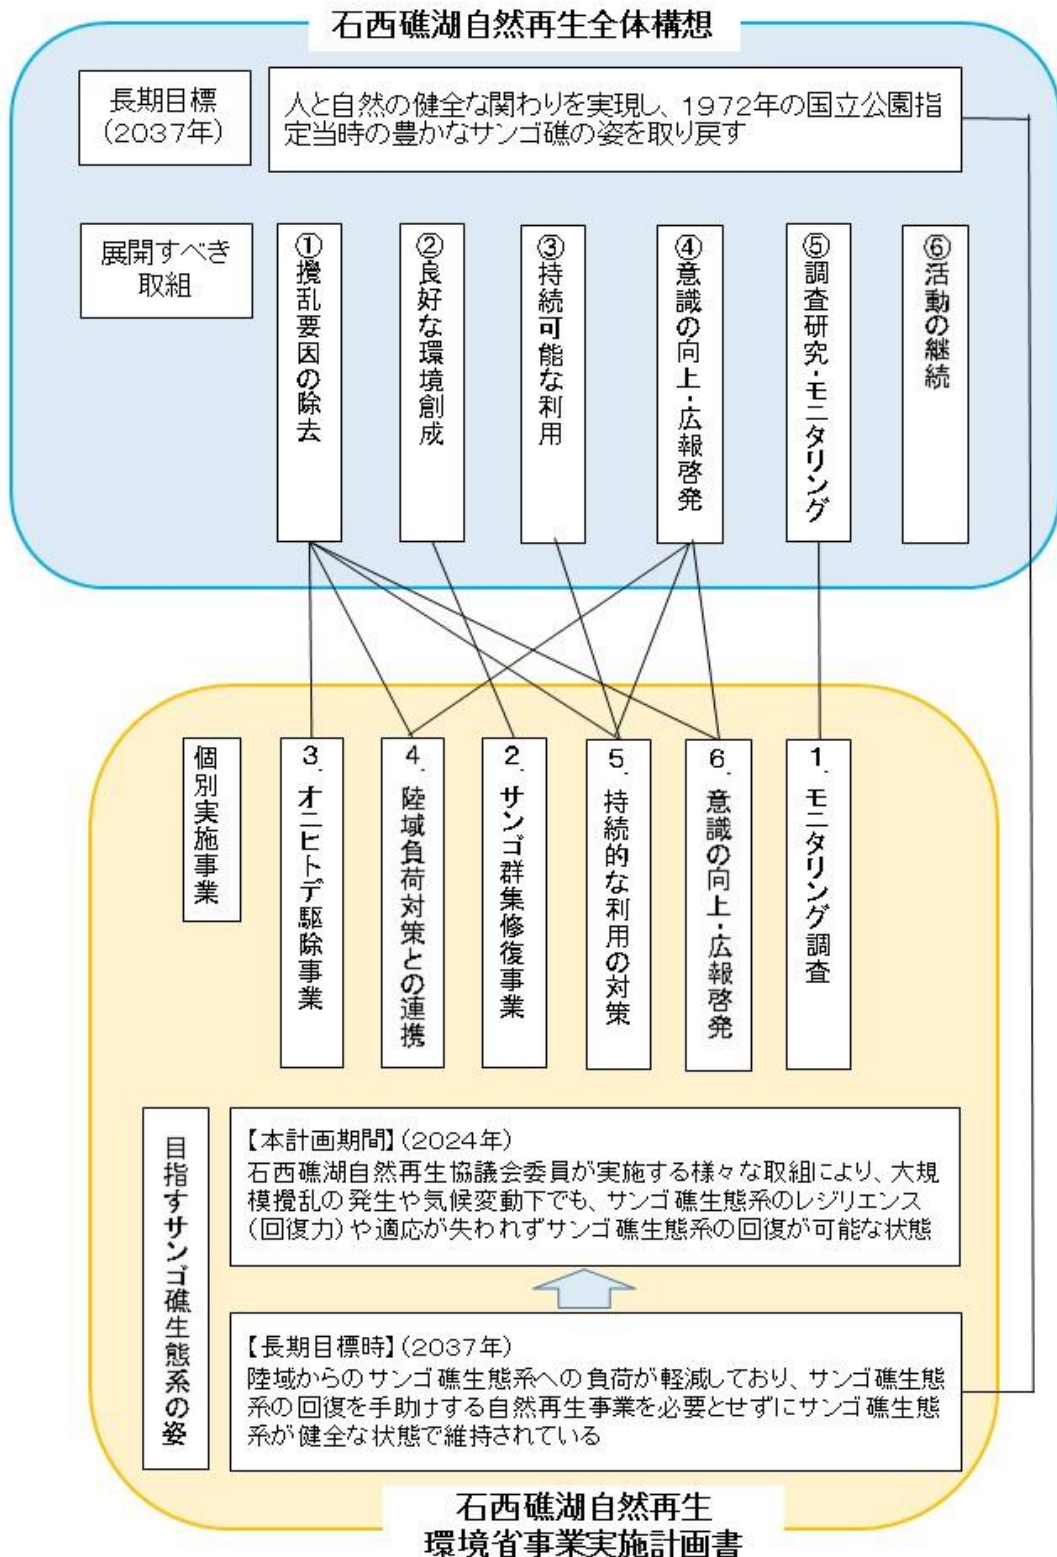 石西礁湖自然再生全体構想
長期目標
(2037年)
人と自然の健全な関わりを実現し、1972年の国立公園指
定当時の豊かなサンゴ礁の姿を取り戻す
展開すべき
取組
①攪乱要因の除去
②良好な環境創成
③持続可能な利用
④意識の向上・広報啓発
⑤調査研究・モニタリング
⑥活動の継続
個別実施事業
3．オニヒトデ駆除事業
4．陸域負荷対策との連携
2．サンゴ群集修復事業
5．持続的な利用の対策
6．意識の向上・広報啓発
1．モニタリング調査
目指すサンゴ礁生態系の姿
【本計画期間】(2024年)
石西礁湖自然再生協議会委員が実施する様々な取組により、大規
模攪乱の発生や気候変動下でも、サンゴ礁生態系のレジリエンス
(回復力)や適応が失われずサンゴ礁生態系の回復が可能な状態
【長期目標時】(2037年)
陸域からのサンゴ礁生態系への負荷が軽減しており、サンゴ礁生態
系の回復を手助けする自然再生事業を必要とせずにサンゴ礁生態
系が健全な状態で維持されている
石西礁湖自然再生
環境省事業実施計画書